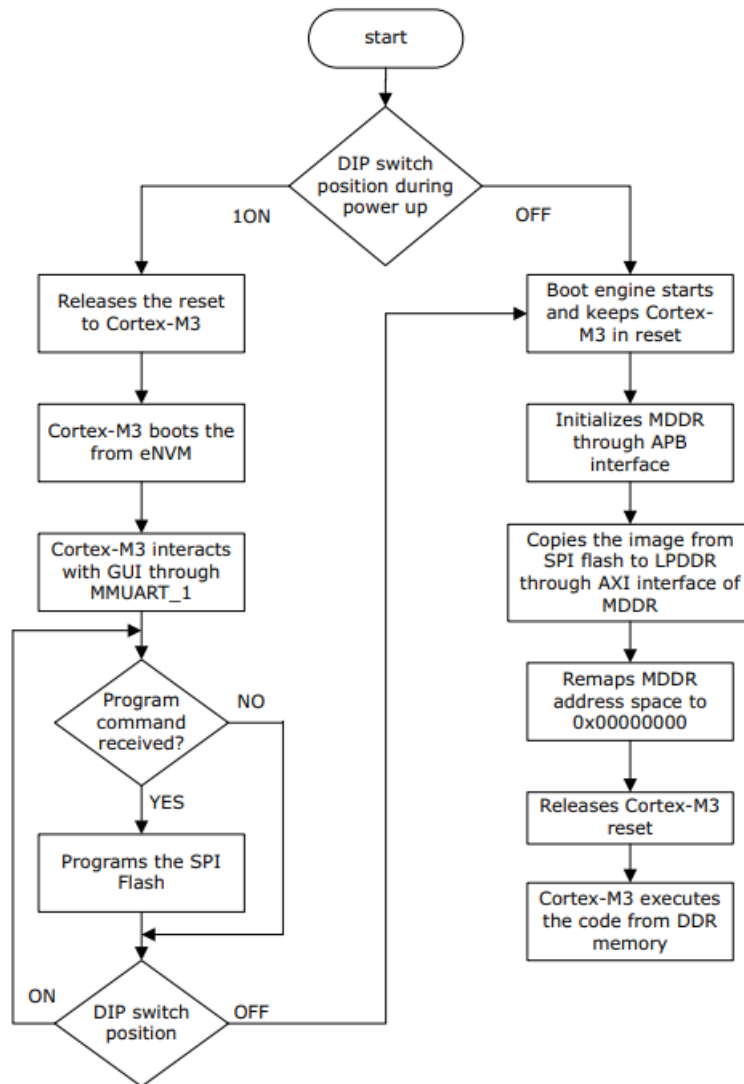 start
DIP switch
position during
power up
1ON
OFF
Releases the reset
to Cortex-M3
Boot engine starts
and keeps Cortex-
M3 in reset
Cortex-M3 boots the
from eNVM
Initializes MDDR
through APB
interface
Cortex-M3 interacts
with GUI through
MMUART_1
Copies the image from
SPI flash to LPDDR
through AXI interface of
MDDR
Program
command
received?
NO
YES
Remaps MDDR
address space to
0x00000000
Programs the SPI
Flash
Releases Cortex-M3
reset
Cortex-M3 executes
the code from DDR
memory
ON
DIP switch
position
OFF